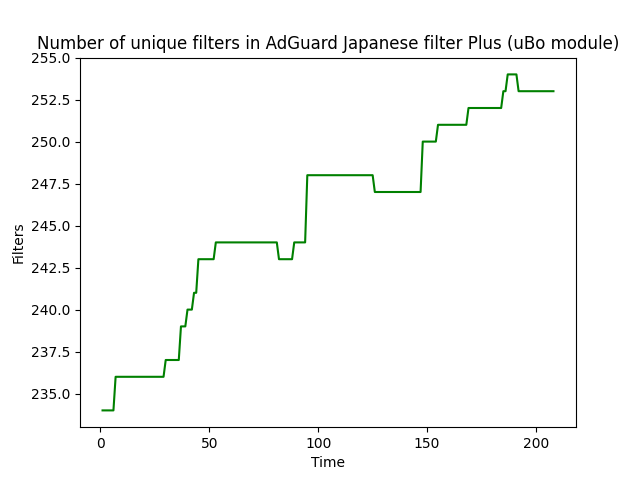 Number of unique filters in AdGuard Japanese filter Plus (uBo module)
255.0
252.5
250.0
247.5
245.0
242.5
240.0
237.5
235.0
Filters
0 50 100 150 200
Time